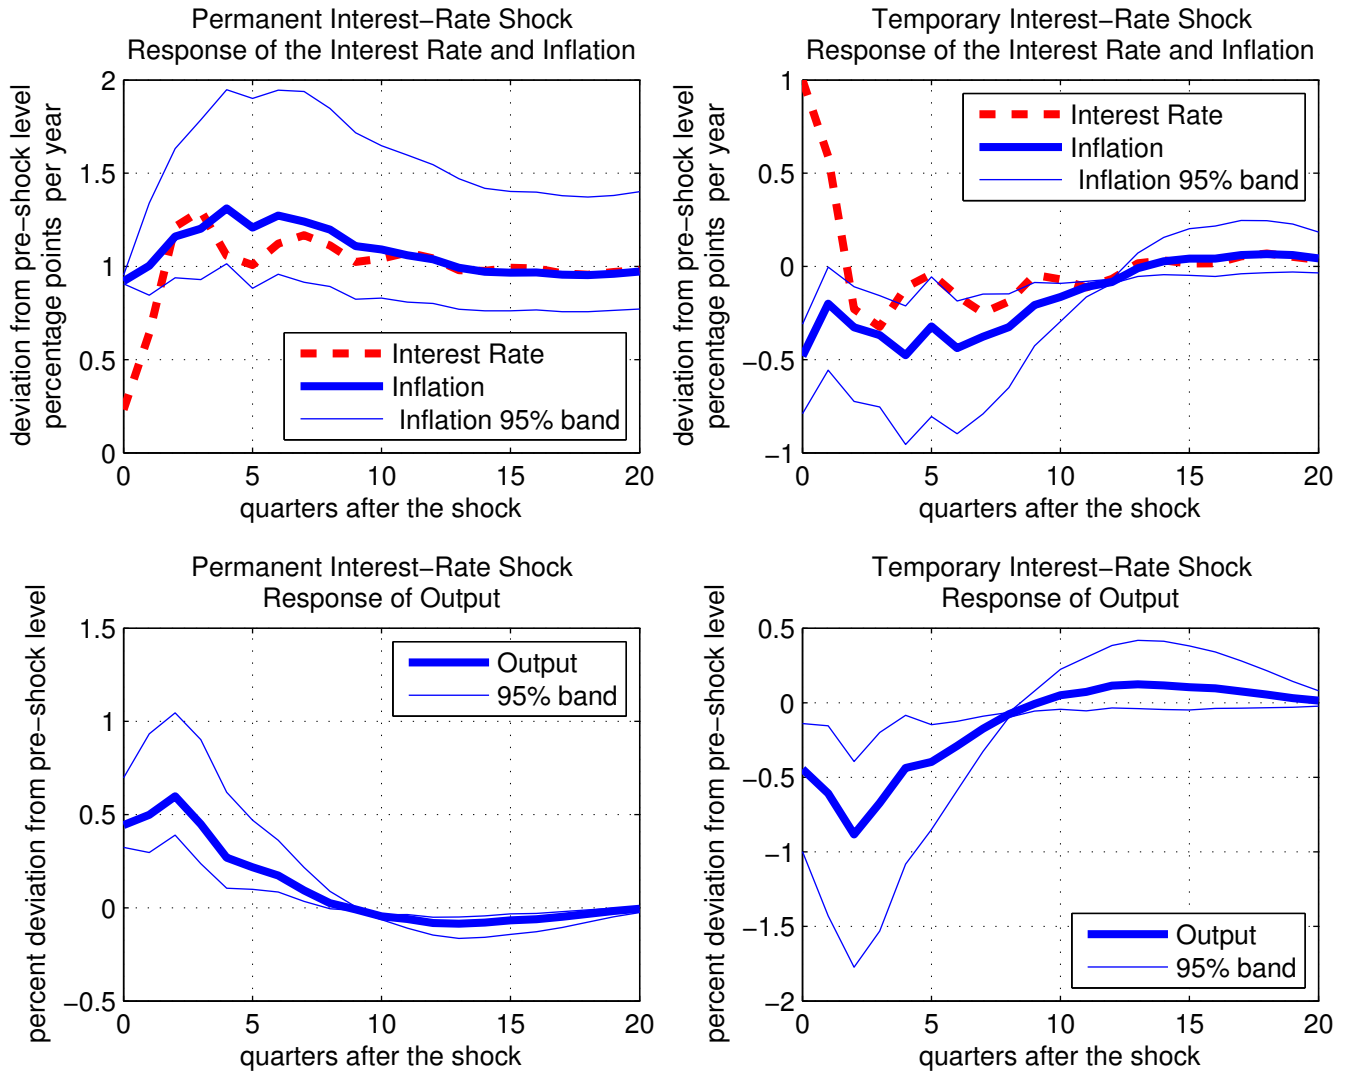 Permanent Interest−Rate Shock
Response of the Interest Rate and Inflation
deviation from pre−shock level
percentage points  per year
2
1.5
1
0.5
0
Interest Rate
Inflation
Inflation 95% band
0 5 10 15 20
quarters after the shock
Temporary Interest−Rate Shock
Response of the Interest Rate and Inflation
deviation from pre−shock level
percentage points  per year
1
0.5
0
−0.5
−1
Interest Rate
Inflation
Inflation 95% band
0 5 10 15 20
quarters after the shock
Permanent Interest−Rate Shock
Response of Output
percent deviation from pre−shock level
1.5
1
0.5
0
−0.5
Output
95% band
0 5 10 15 20
quarters after the shock
Temporary Interest−Rate Shock
Response of Output
percent deviation from pre−shock level
0.5
0
−0.5
−1
−1.5
−2
Output
95% band
0 5 10 15 20
quarters after the shock